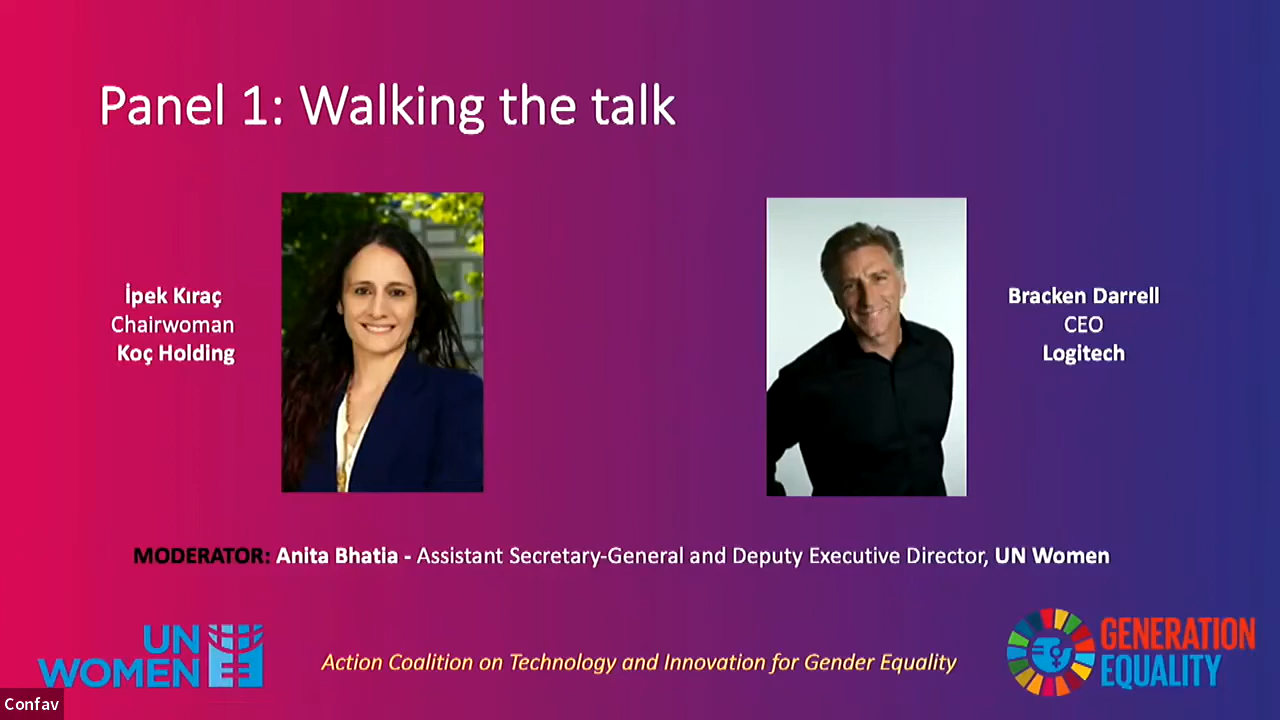 Panel 1: Walking the talk
İpek Kıraç
Chairwoman
Koç Holding
Bracken Darrell
CEO
Logitech
MODERATOR: Anita Bhatia - Assistant Secretary-General and Deputy Executive Director, UN Women
UN
WOMEN
Action Coalition on Technology and Innovation for Gender Equality
GENERATION
EQUALITY
Confav